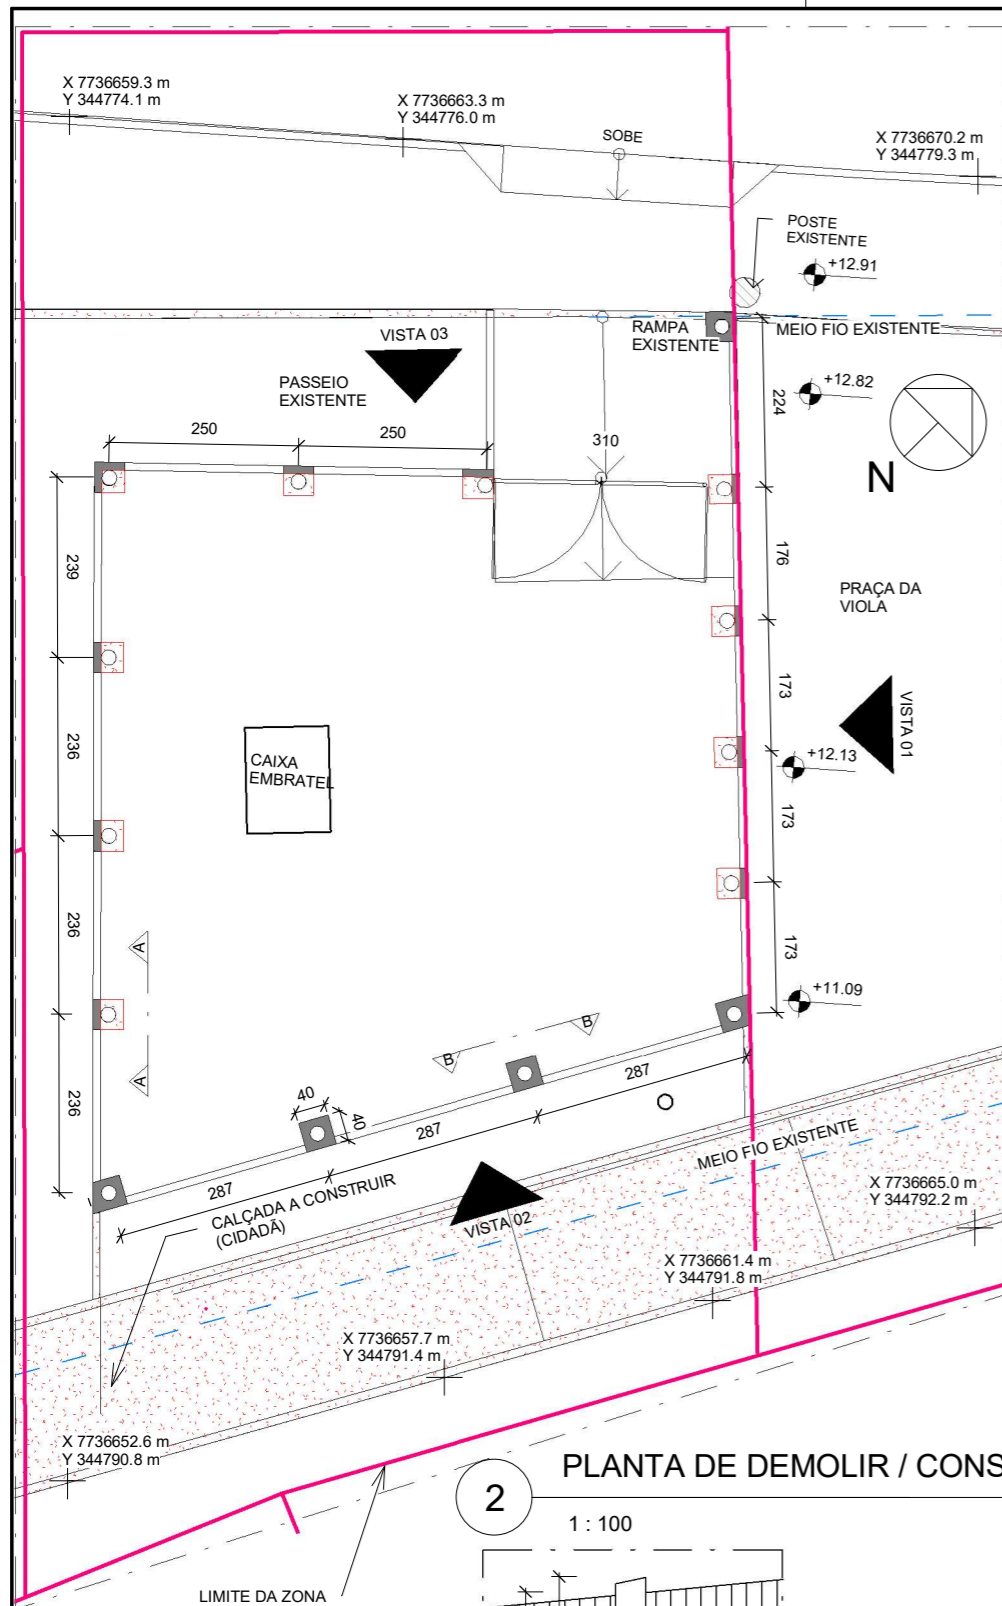 X 7736659.3 m
Y 344774.1 m
X 7736663.3 m
Y 344776.0 m
SOBE
X 7736670.2 m
Y 344779.3 m
POSTE
EXISTENTE
+12.91
VISTA 03
RAMPA
EXISTENTE
MEIO FIO EXISTENTE
PASSEIO
EXISTENTE
+12.82
224
250
250
310
N
239
176
PRAÇA DA
VIOLA
173
VISTA 01
236
CAIXA
EMBRATEL
+12.13
173
236
A
173
+11.09
B
B
A
236
40
40
287
287
287
MEIO FIO EXISTENTE
CALÇADA A CONSTRUIR
(CIDADÃ)
VISTA 02
X 7736665.0 m
Y 344792.2 m
X 7736661.4 m
Y 344791.8 m
X 7736657.7 m
Y 344791.4 m
X 7736652.6 m
Y 344790.8 m
PLANTA DE DEMOLIR / CONS
2
1 : 100
LIMITE DA ZONA